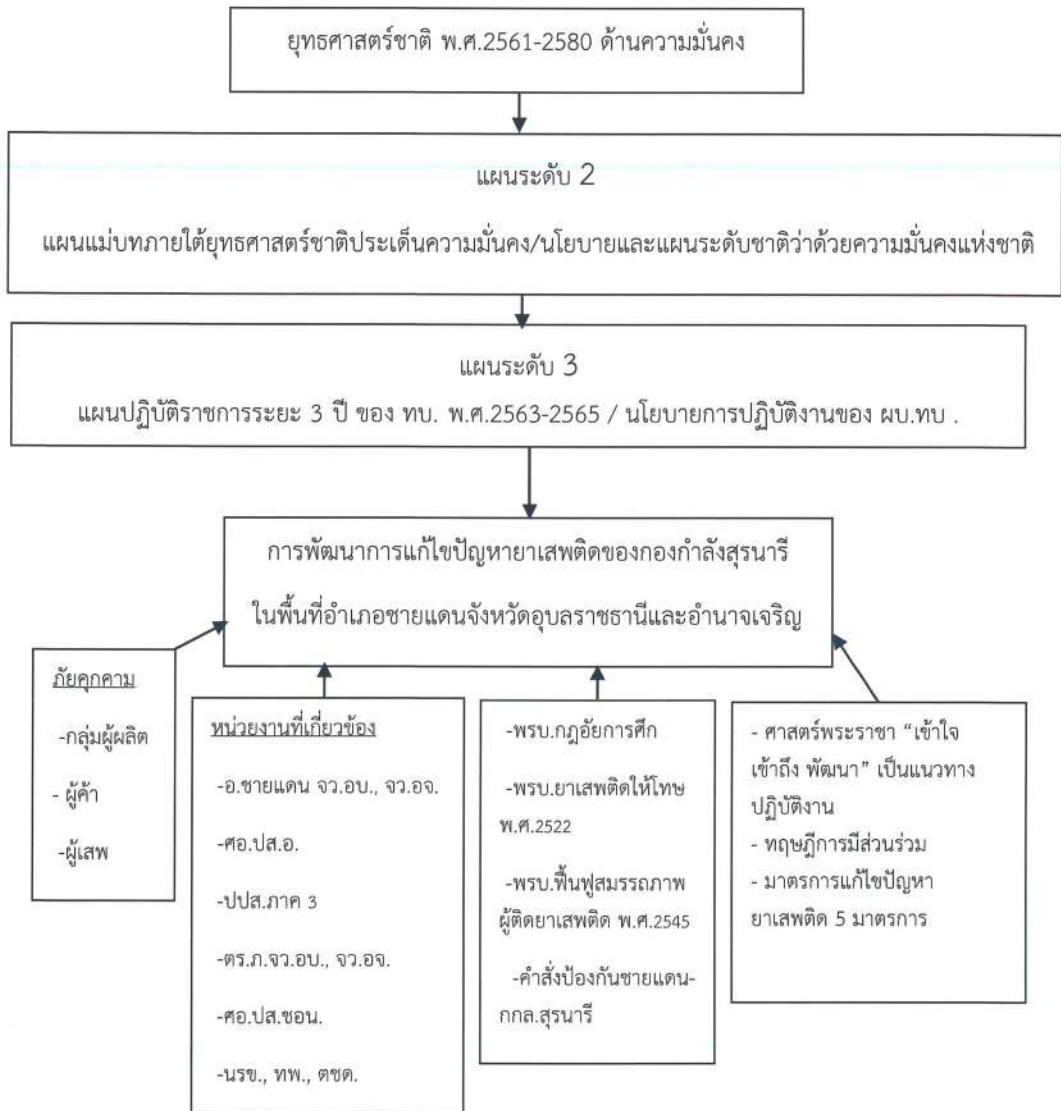 ยุทธศาสตร์ชาติ พ.ศ.2561-2580 ด้านความมั่นคง
แผนระดับ 2
แผนแม่บทภายใต้ยุทธศาสตร์ชาติประเด็นความมั่นคง/นโยบายและแผนระดับชาติว่าด้วยความมั่นคงแห่งชาติ
แผนระดับ 3
แผนปฏิบัติราชการระยะ 3 ปี ของ ทบ. พ.ศ.2563-2565 / นโยบายการปฏิบัติงานของ ผบ.ทบ .
การพัฒนาการแก้ไขปัญหายาเสพติดของกองกำลังสุรนารี
ในพื้นที่อำเภอชายแดนจังหวัดอุบลราชธานีและอำนาจเจริญ
ภัยคุกคาม
-กลุ่มผู้ผลิต
- ผู้ค้า
-ผู้เสพ
หน่วยงานที่เกี่ยวข้อง
-อ.ชายแดน จว.อบ., จว.อจ.
-ศอ.ปส.อ.
-ปปส.ภาค 3
-ตร.ภ.จว.อบ., จว.อจ.
-ศอ.ปส.ชอน.
-นรข., ทพ., ตชด.
-พรบ.กฎอัยการศึก
-พรบ.ยาเสพติดให้โทษ
พ.ศ.2522
-พรบ.ฟื้นฟูสมรรถภาพ
ผู้ติดยาเสพติด พ.ศ.2545
-คำสั่งป้องกันชายแดน-
กกล.สุรนารี
- ศาสตร์พระราชา “เข้าใจ
เข้าถึง พัฒนา” เป็นแนวทาง
ปฏิบัติงาน
- ทฤษฎีการมีส่วนร่วม
- มาตรการแก้ไขปัญหา
ยาเสพติด 5 มาตรการ